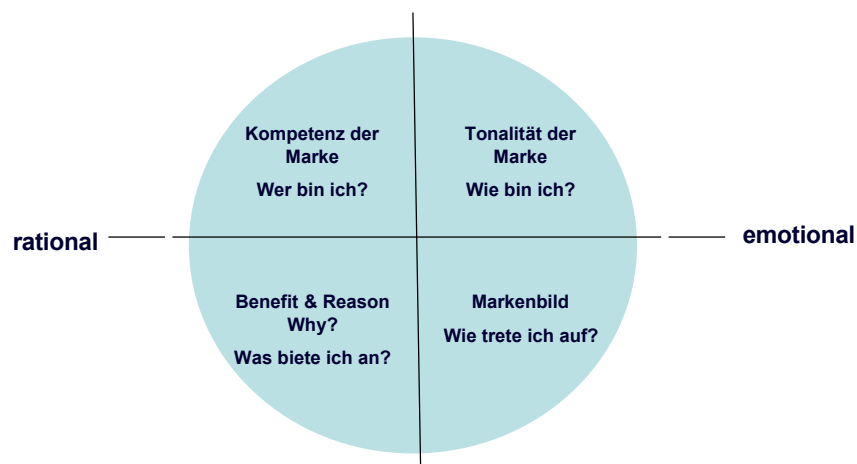 Kompetenz der
Marke
Wer bin ich?
Tonalität der
Marke
Wie bin ich?
rational
emotional
Benefit & Reason
Why?
Was biete ich an?
Markenbild
Wie trete ich auf?